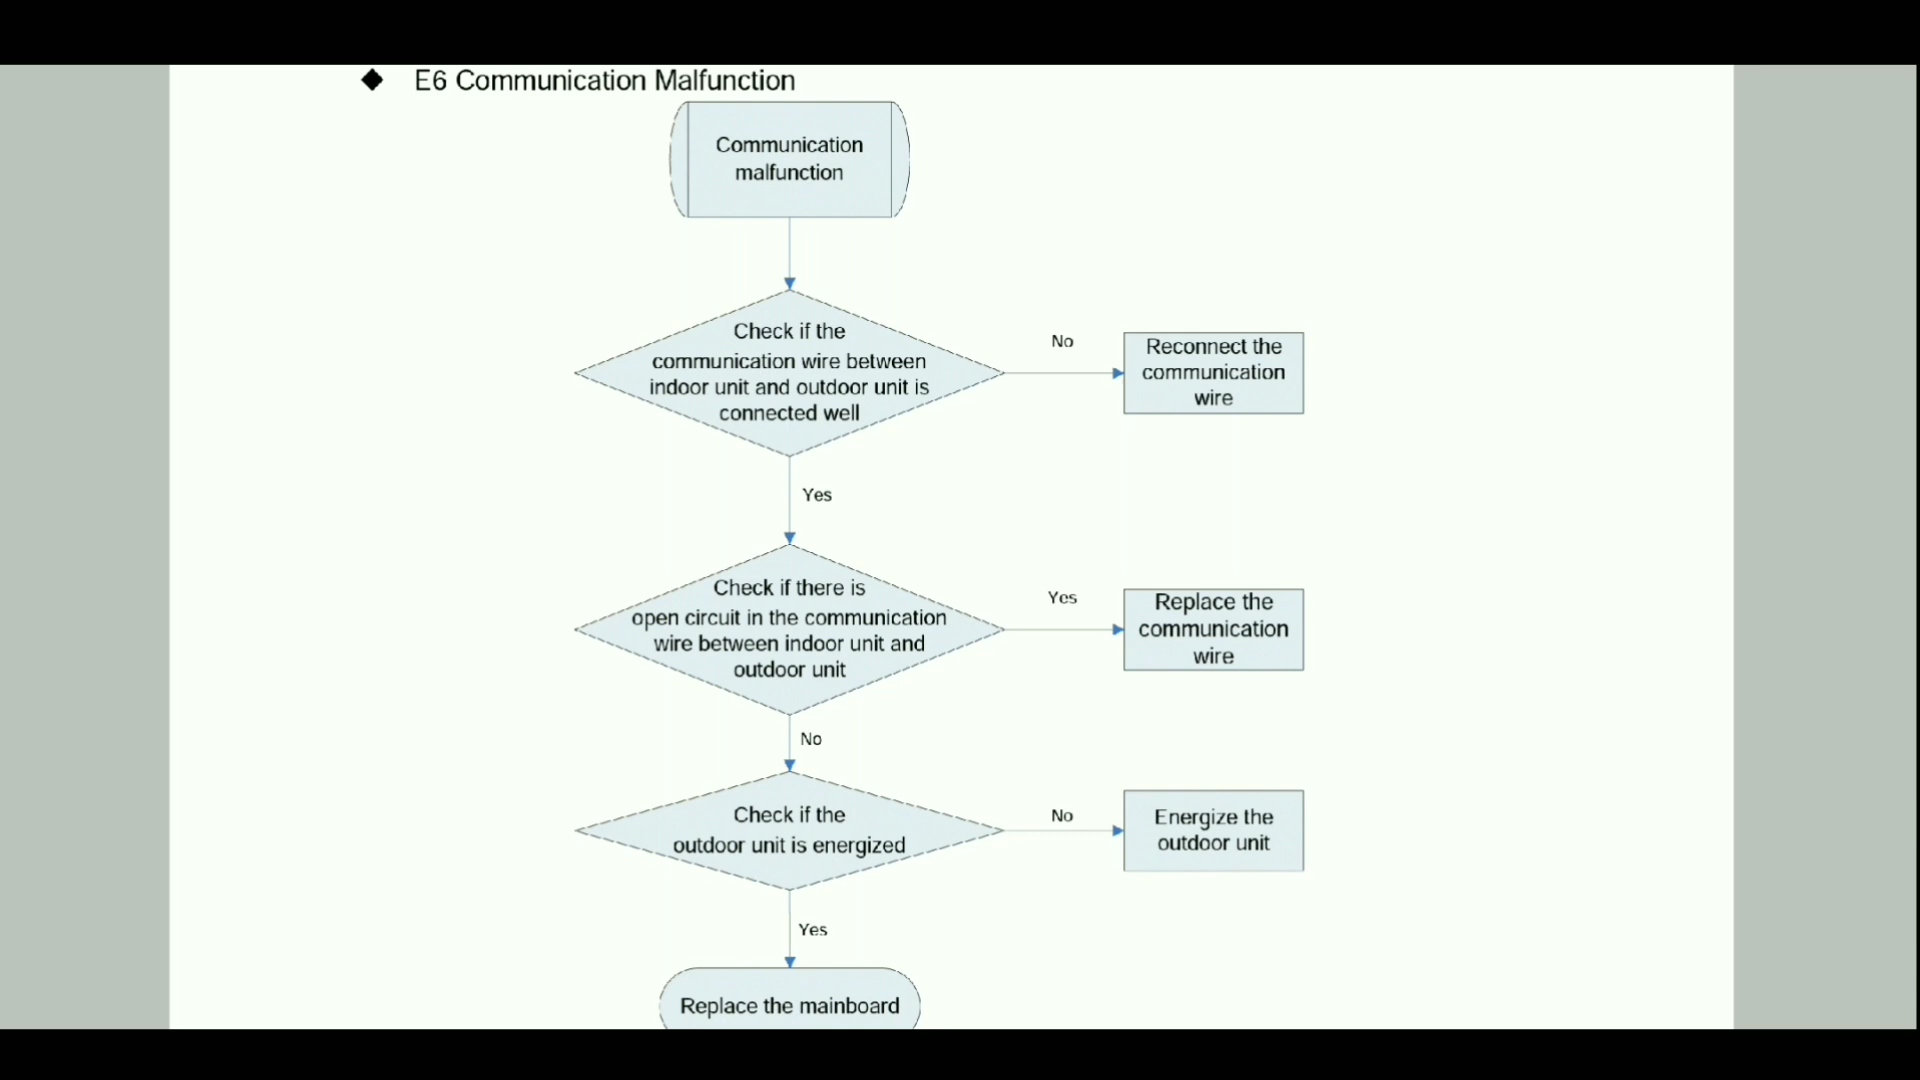 ◆ E6 Communication Malfunction
Communication
malfunction
Check if the
communication wire between
indoor unit and outdoor unit is
connected well
No
Reconnect the
communication
wire
Yes
Check if there is
open circuit in the communication
wire between indoor unit and
outdoor unit
Yes
Replace the
communication
wire
No
Check if the
outdoor unit is energized
No
Energize the
outdoor unit
Yes
Replace the mainboard